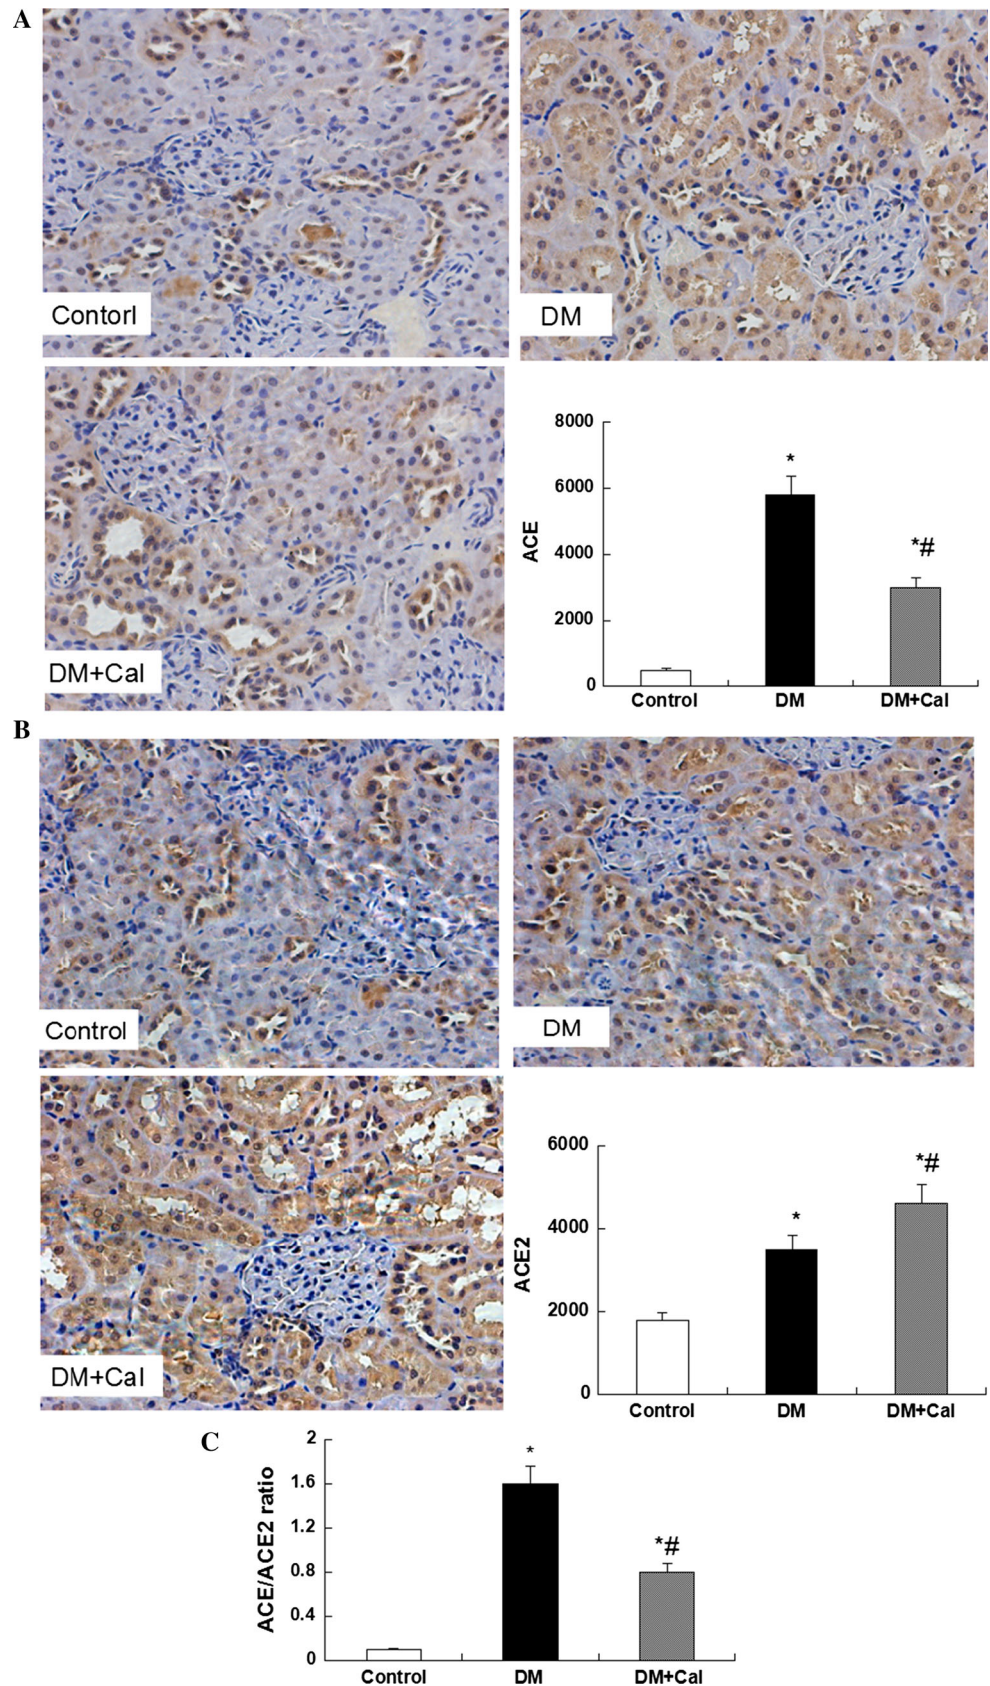 A
Contorl
DM
DM+Cal
8000
6000
4000
2000
0
ACE
*
*#
Control
DM
DM+Cal
B
Control
DM
DM+Cal
6000
4000
2000
0
ACE2
*
*#
Control
DM
DM+Cal
C
2
1.6
1.2
0.8
0.4
0
ACE/ACE2 ratio
*
*#
Control
DM
DM+Cal